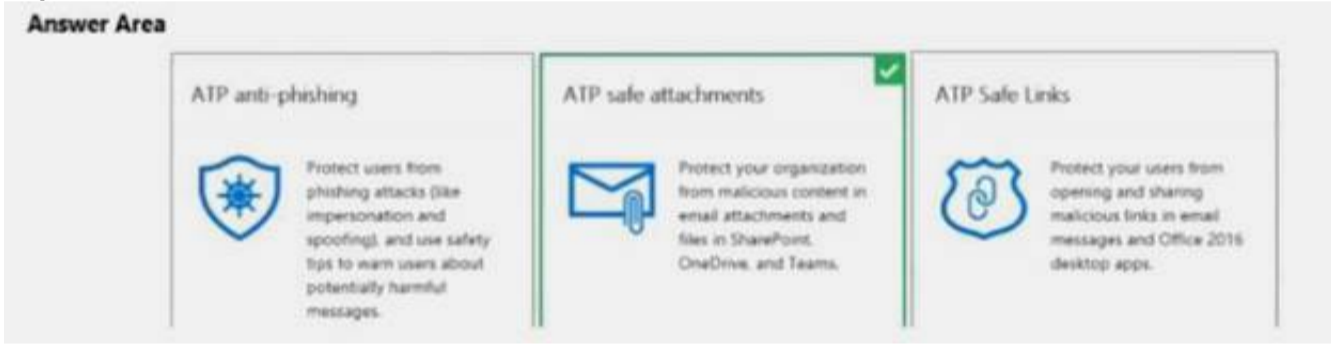 Answer Area
ATP anti-phishing
Protect users from
phishing attacks (like
impersonation and
spoofing), and use safety
tips to warn users about
potentially harmful
messages.
ATP safe attachments
Protect your organization
from malicious content in
email attachments and
files in SharePoint,
OneDrive, and Teams.
ATP Safe Links
Protect your users from
opening and sharing
malicious links in email
messages and Office 2016
desktop apps.